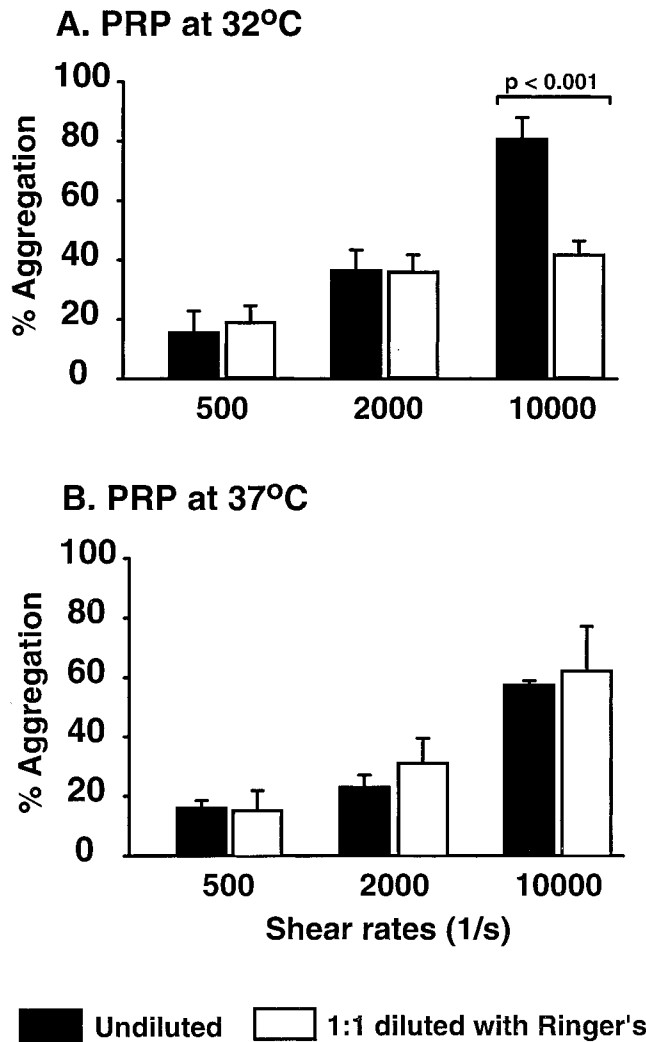 A. PRP at 32°C
100
80
60
40
20
0
% Aggregation
p < 0.001
500 2000 10000
B. PRP at 37°C
100
80
60
40
20
0
% Aggregation
500 2000 10000
Shear rates (1/s)
Undiluted 1:1 diluted with Ringer's